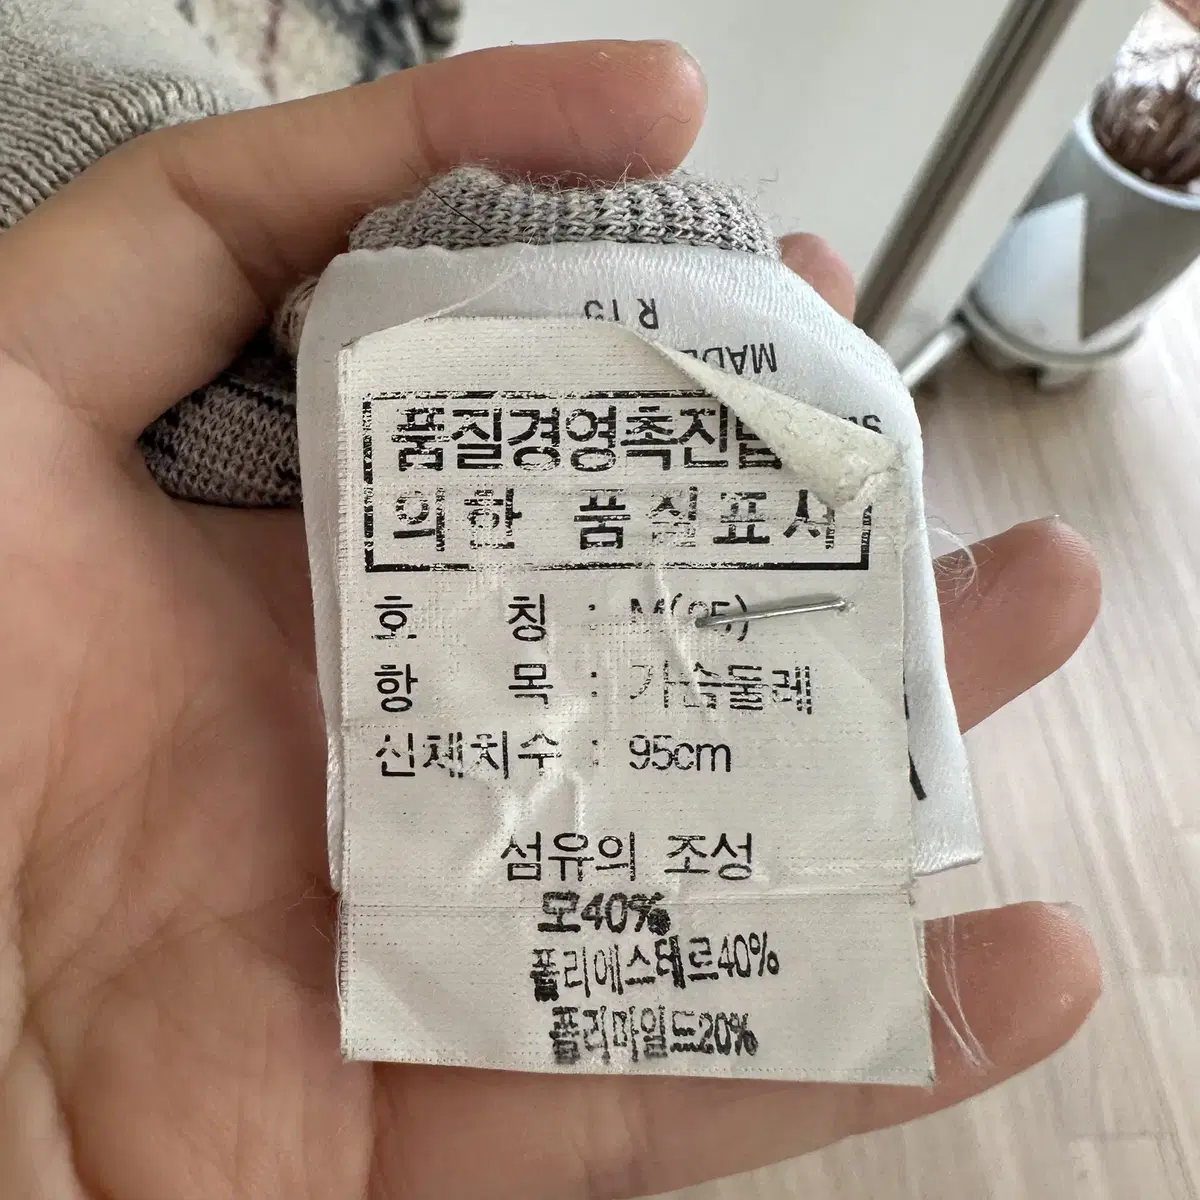 품질경영촉진법
의한 품질표시
호 칭 : M(95)
항 목 : 가슴둘레
신체치수 : 95cm
섬유의 조성
모40%
폴리에스테르40%
폴리마일드20%
MADE